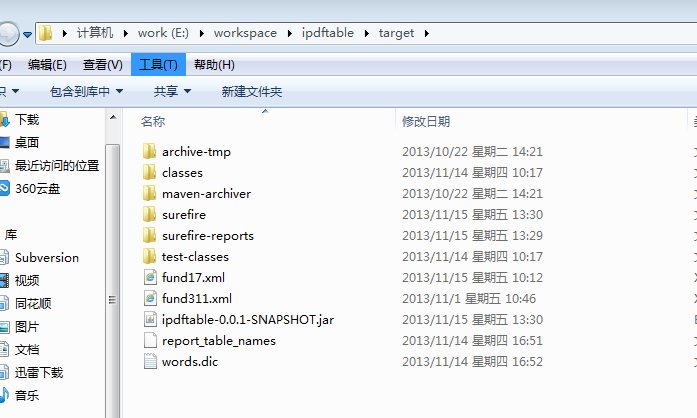 计算机 work (E:) workspace ipdftable target
(F) 编辑(E) 查看(V) 工具(T) 帮助(H)
包含到库中 共享 新建文件夹
名称 修改日期
下载
桌面
最近访问的位置
360云盘
库
Subversion
视频
同花顺
图片
文档
迅雷下载
音乐
archive-tmp 2013/10/22 星期二 14:21
classes 2013/11/14 星期四 10:17
maven-archiver 2013/10/22 星期二 14:21
surefire 2013/11/15 星期五 13:30
surefire-reports 2013/11/15 星期五 13:29
test-classes 2013/11/14 星期四 10:17
fund17.xml 2013/11/15 星期五 10:12
fund311.xml 2013/11/1 星期五 10:46
ipdftable-0.0.1-SNAPSHOT.jar 2013/11/15 星期五 13:30
report_table_names 2013/11/14 星期四 16:51
words.dic 2013/11/14 星期四 16:52